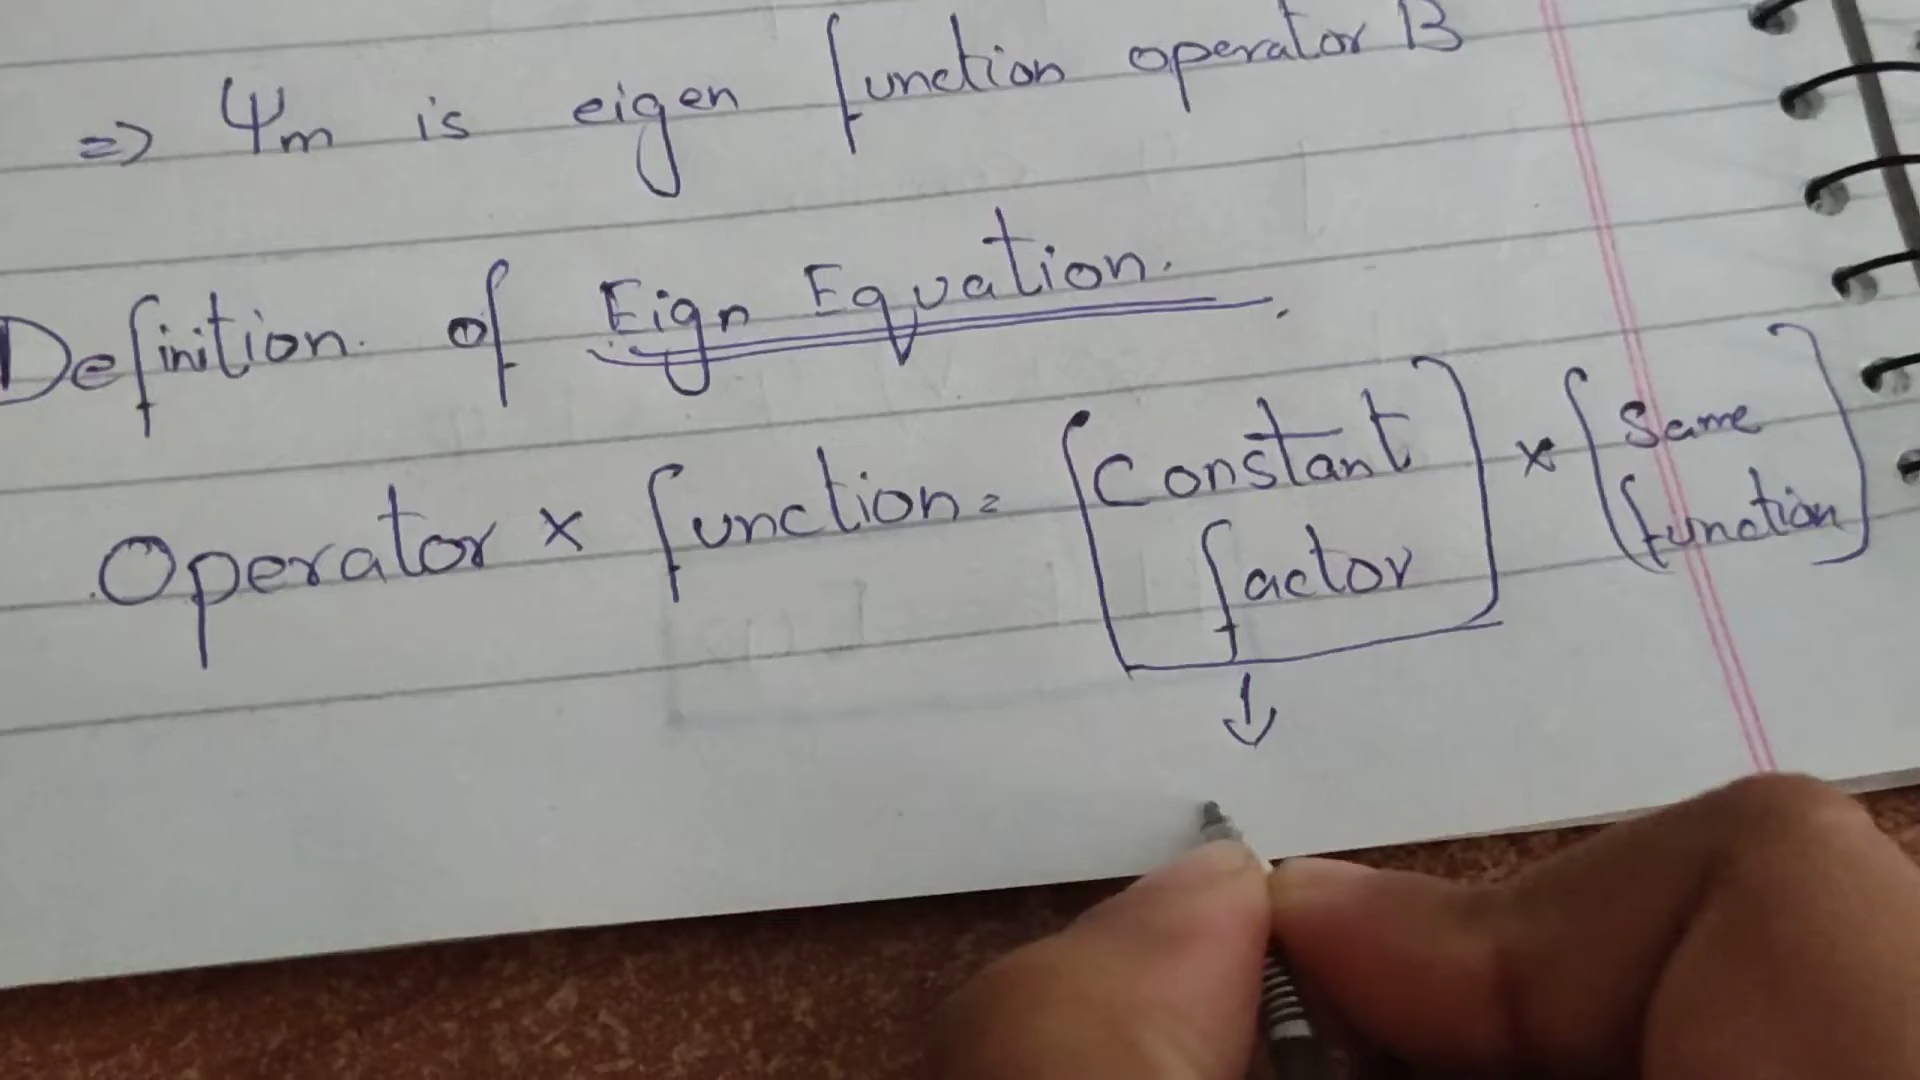 => Ψm is eigen function operator B
Definition. of Eign Equation.
Operator × function = [Constant factor] × [Same function]